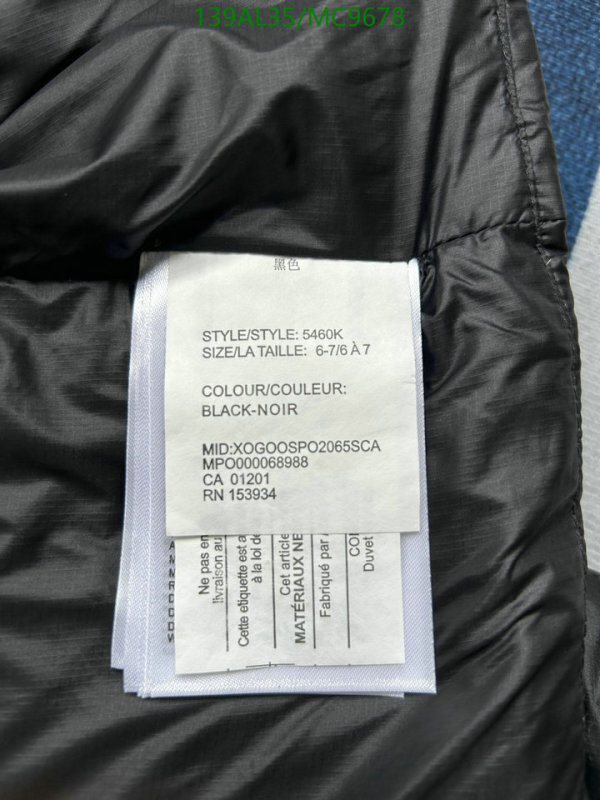 139AL35/MC9678
黑色
STYLE/STYLE: 5460K
SIZE/LA TAILLE: 6-7/6 À 7
COLOUR/COULEUR:
BLACK-NOIR
MID:XOGOOSPO2065SCA
MPO000068988
CA 01201
RN 153934
Ne pas en
livraison au
Cette étiquette est a
à la loi de
Cet article
MATÉRIAUX NE
Fabriqué par
Duvet